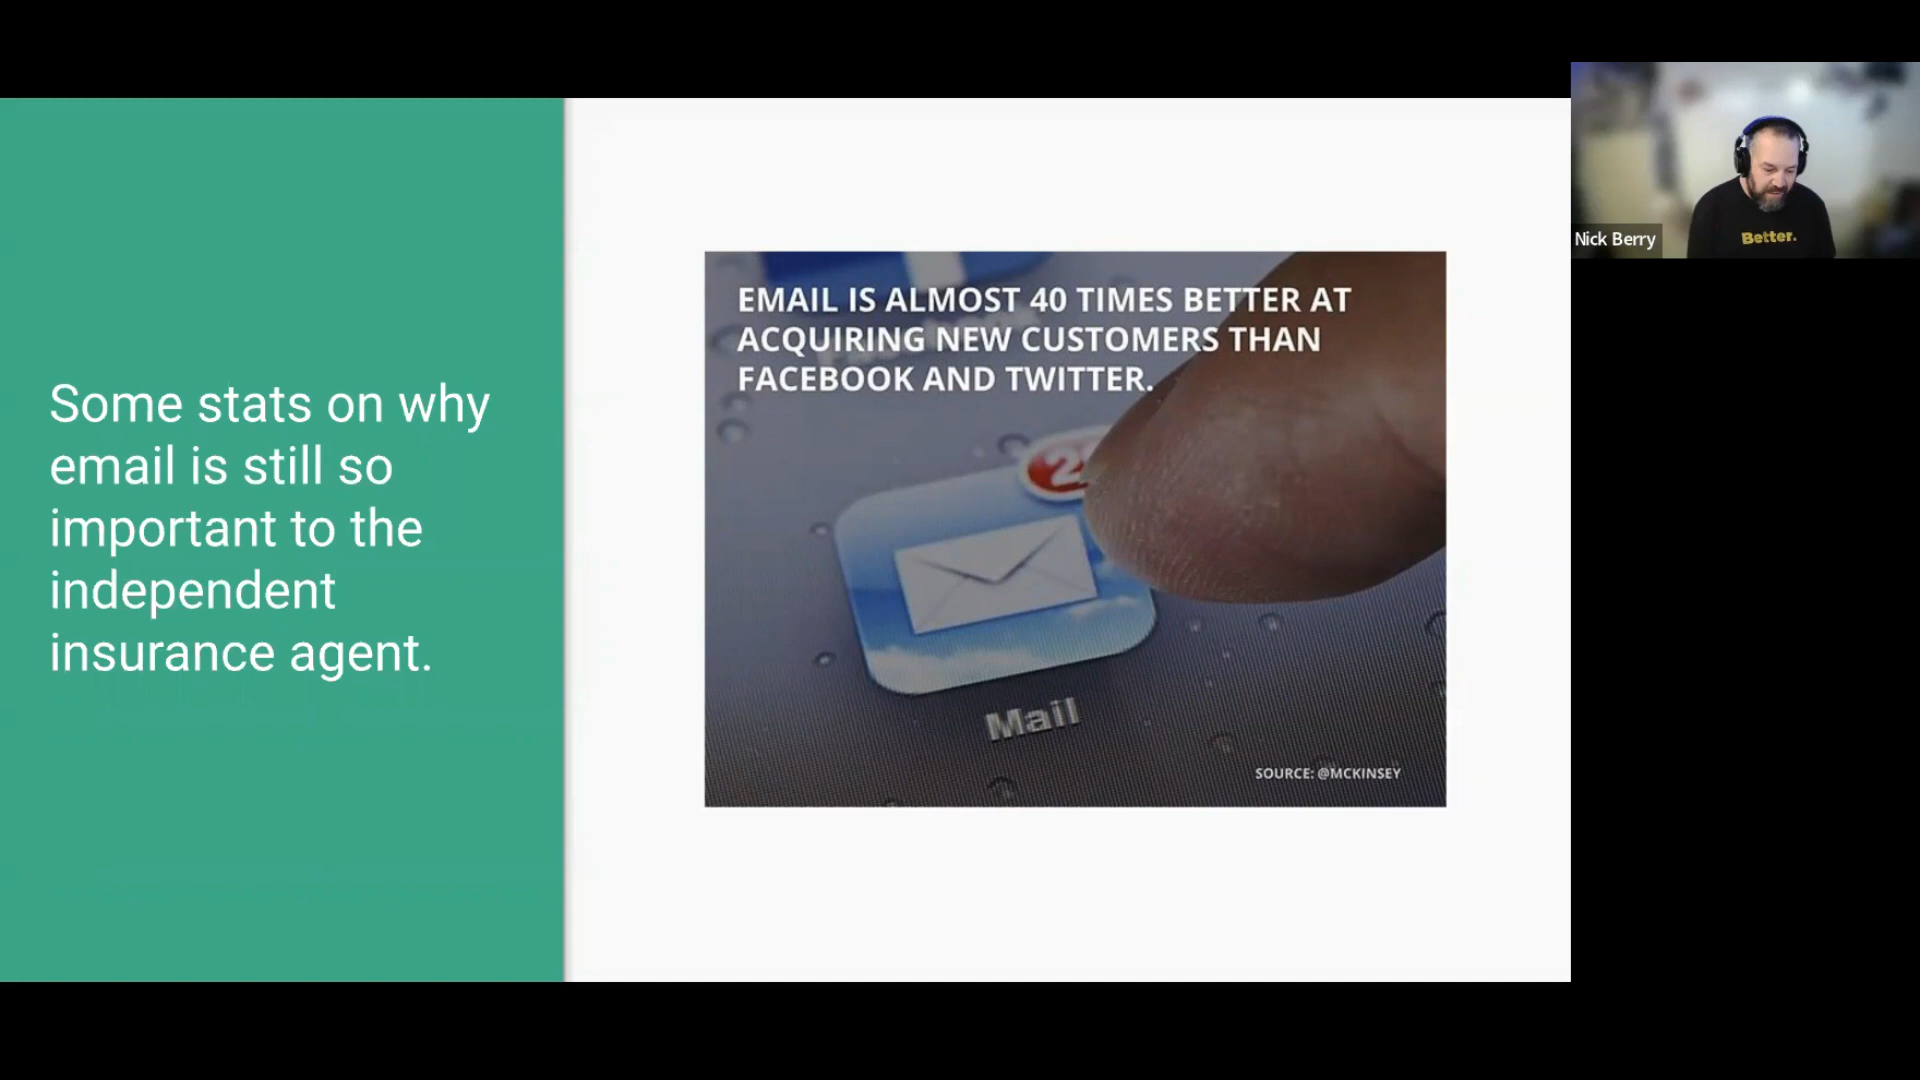 Some stats on why
email is still so
important to the
independent
insurance agent.
EMAIL IS ALMOST 40 TIMES BETTER AT
ACQUIRING NEW CUSTOMERS THAN
FACEBOOK AND TWITTER.
Mail
SOURCE: @MCKINSEY
Better.
Nick Berry